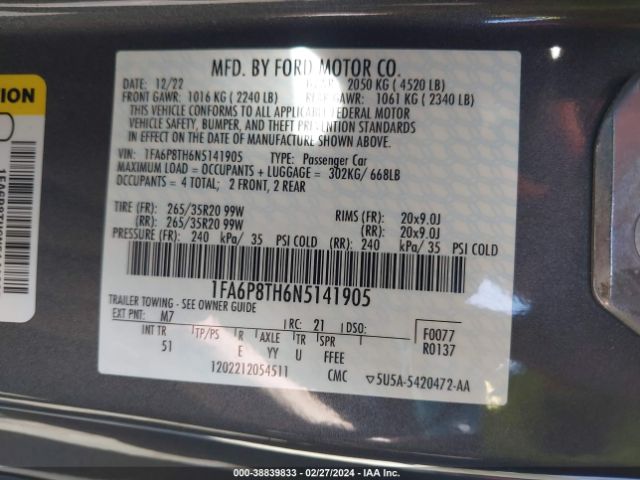 MFD. BY FORD MOTOR CO.
DATE: 12/22 2050 KG ( 4520 LB)
FRONT GAWR: 1016 KG ( 2240 LB) REAR GAWR: 1061 KG ( 2340 LB)
THIS VEHICLE CONFORMS TO ALL APPLICABLE FEDERAL MOTOR
VEHICLE SAFETY, BUMPER, AND THEFT PREVENTION STANDARDS
IN EFFECT ON THE DATE OF MANUFACTURE SHOWN ABOVE.
VIN: 1FA6P8TH6N5141905 TYPE: Passenger Car
MAXIMUM LOAD = OCCUPANTS + LUGGAGE = 302KG/ 668LB
OCCUPANTS = 4 TOTAL; 2 FRONT, 2 REAR
TIRE (FR): 265/35R20 99W RIMS (FR): 20x9.0J
(RR): 265/35R20 99W (RR): 20x9.0J
PRESSURE (FR): 240 kPa/ 35 PSI COLD (RR): 240 kPa/ 35 PSI COLD
1FA6P8TH6N5141905
TRAILER TOWING - SEE OWNER GUIDE
EXT PNT: M7 RC: 21 DSO: F0077
INT TR TP/PS R AXLE TR SPR R0137
51 E YY U FFEE
1202212054511 CMC 5U5A-5420472-AA
TION
00-38839833 - 02/27/2024 - IAA Inc.